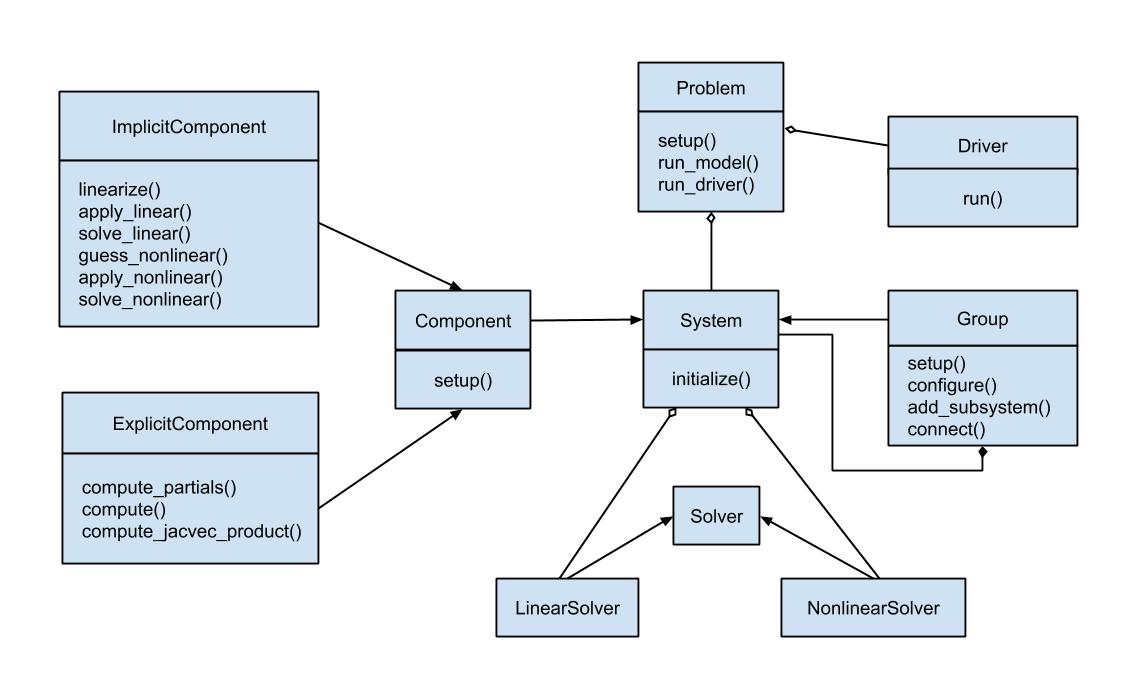 Problem
setup()
run_model()
run_driver()
Driver
run()
ImplicitComponent
linearize()
apply_linear()
solve_linear()
guess_nonlinear()
apply_nonlinear()
solve_nonlinear()
Component
setup()
System
initialize()
Group
setup()
configure()
add_subsystem()
connect()
ExplicitComponent
compute_partials()
compute()
compute_jacvec_product()
Solver
LinearSolver
NonlinearSolver